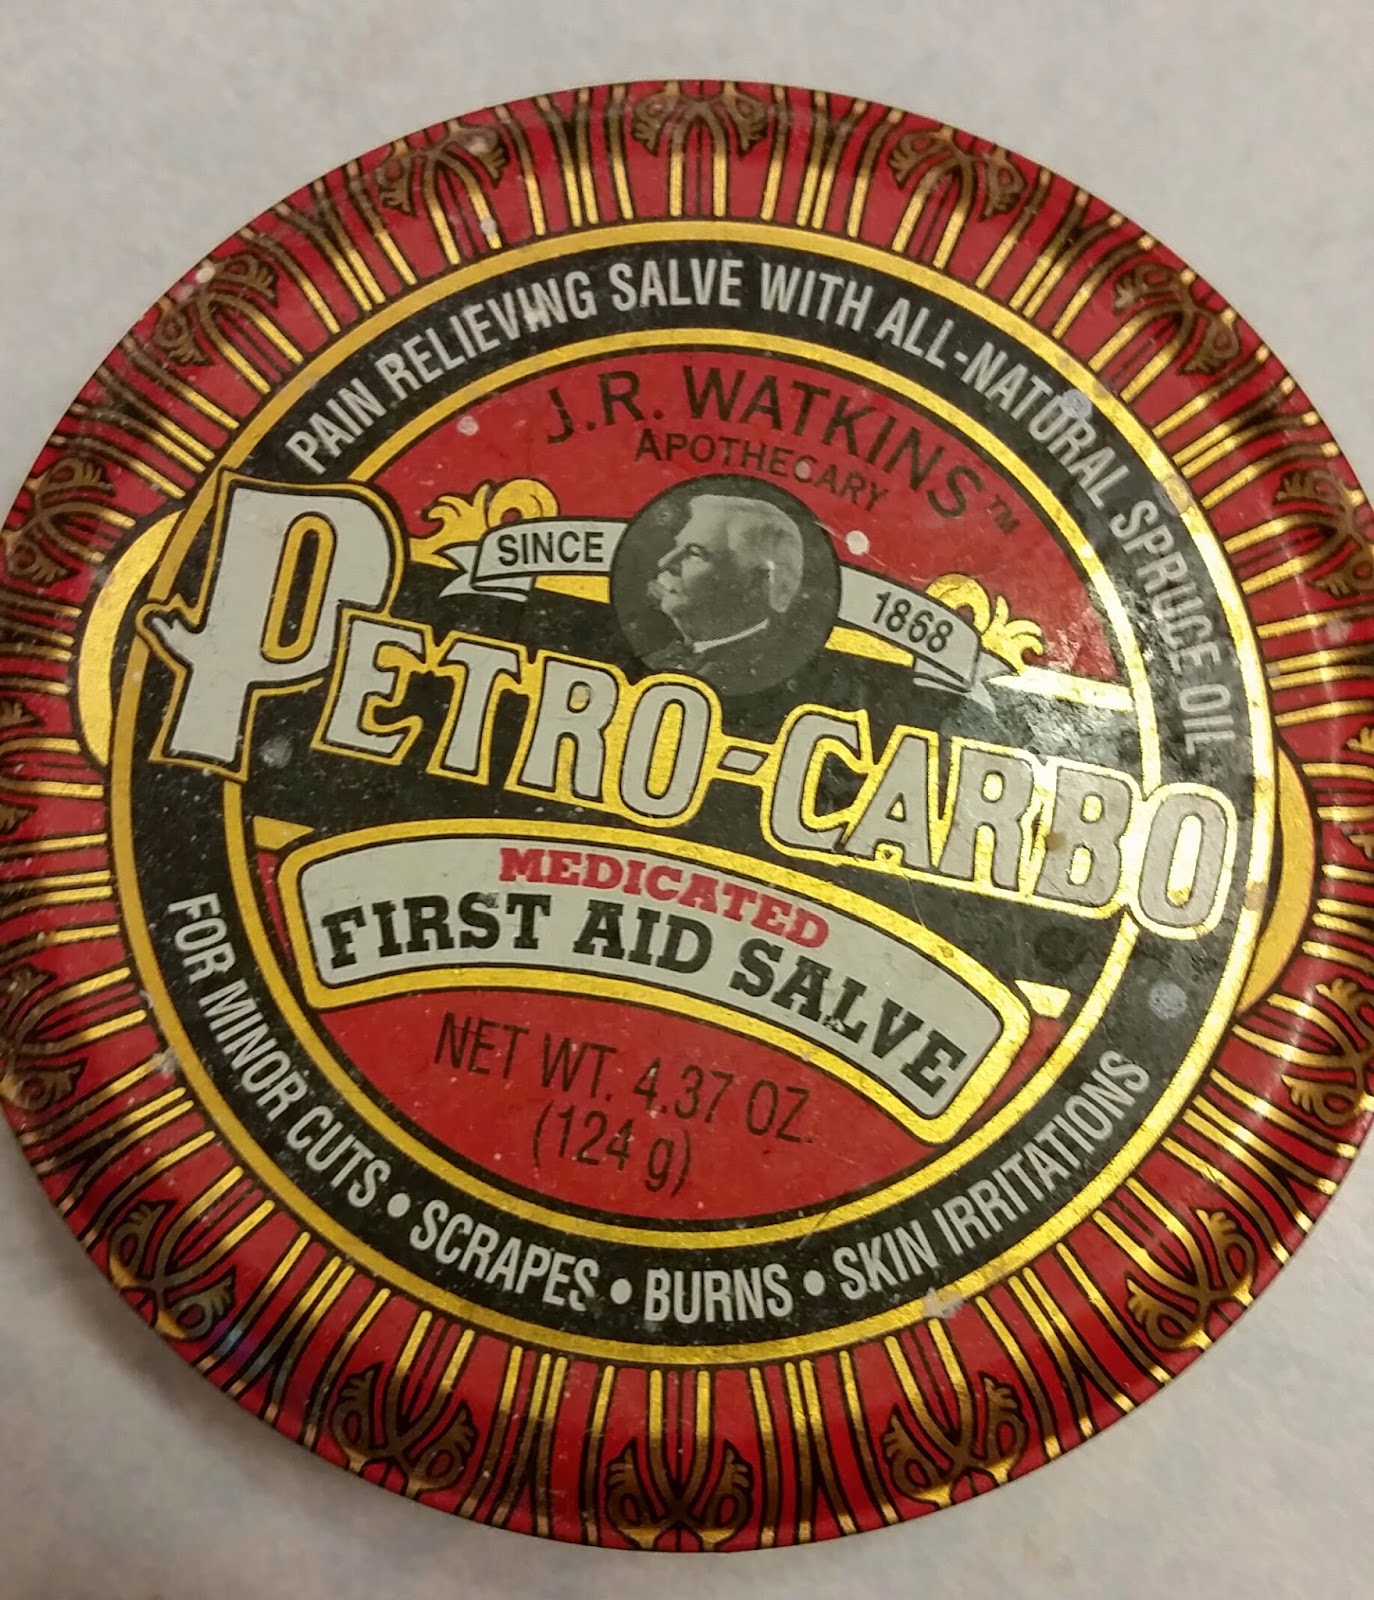 PAIN RELIEVING SALVE WITH ALL-NATURAL SPRUCE OIL
J.R. WATKINS™
APOTHECARY
SINCE 1868
PETRO-CARBO
MEDICATED
FIRST AID SALVE
NET WT. 4.37 OZ.
(124 g)
FOR MINOR CUTS • SCRAPES • BURNS • SKIN IRRITATIONS